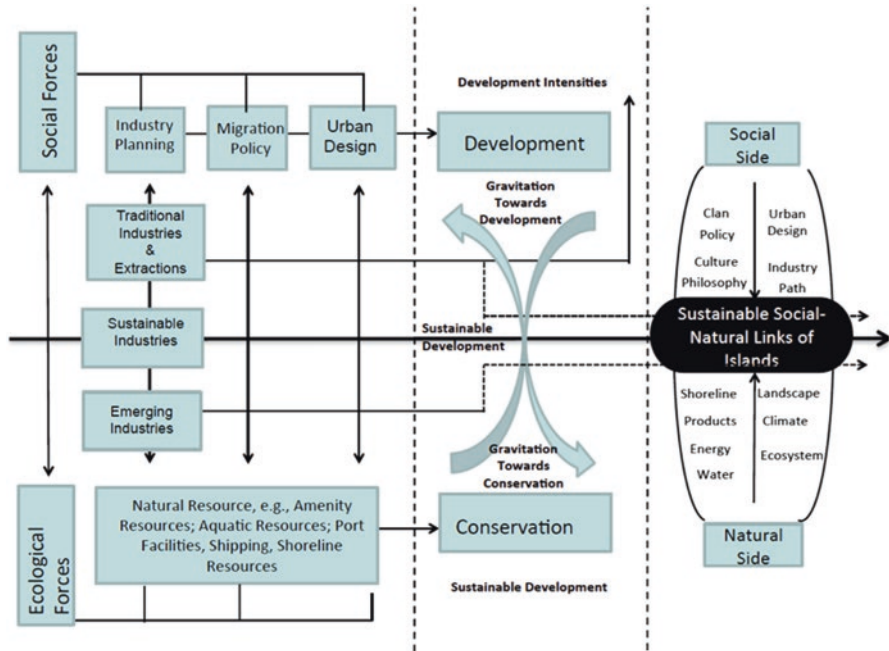 Social Forces
Industry
Planning
Migration
Policy
Urban
Design
Traditional
Industries
&
Extractions
Sustainable
Industries
Emerging
Industries
Ecological
Forces
Natural Resource, e.g., Amenity
Resources; Aquatic Resources; Port
Facilities, Shipping, Shoreline
Resources
Development Intensities
Development
Gravitation
Towards
Development
Sustainable
Development
Gravitation
Towards
Conservation
Conservation
Sustainable Development
Social
Side
Clan
Policy
Urban
Design
Culture
Philosophy
Industry
Path
Sustainable Social-
Natural Links of
Islands
Shoreline
Landscape
Products
Climate
Energy
Ecosystem
Water
Natural
Side